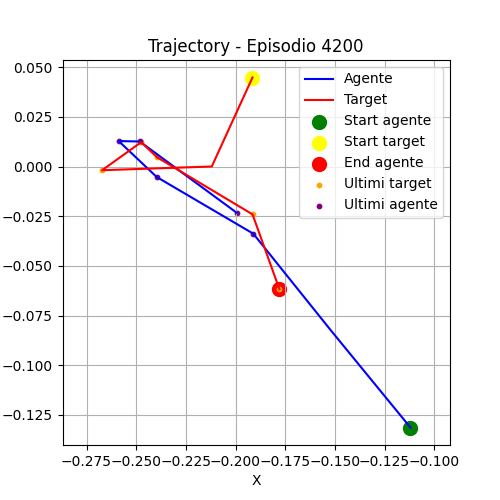 Trajectory - Episodio 4200
0.050
0.025
0.000
−0.025
−0.050
−0.075
−0.100
−0.125
Agente
Target
Start agente
Start target
End agente
Ultimi target
Ultimi agente
−0.275 −0.250 −0.225 −0.200 −0.175 −0.150 −0.125 −0.100
X